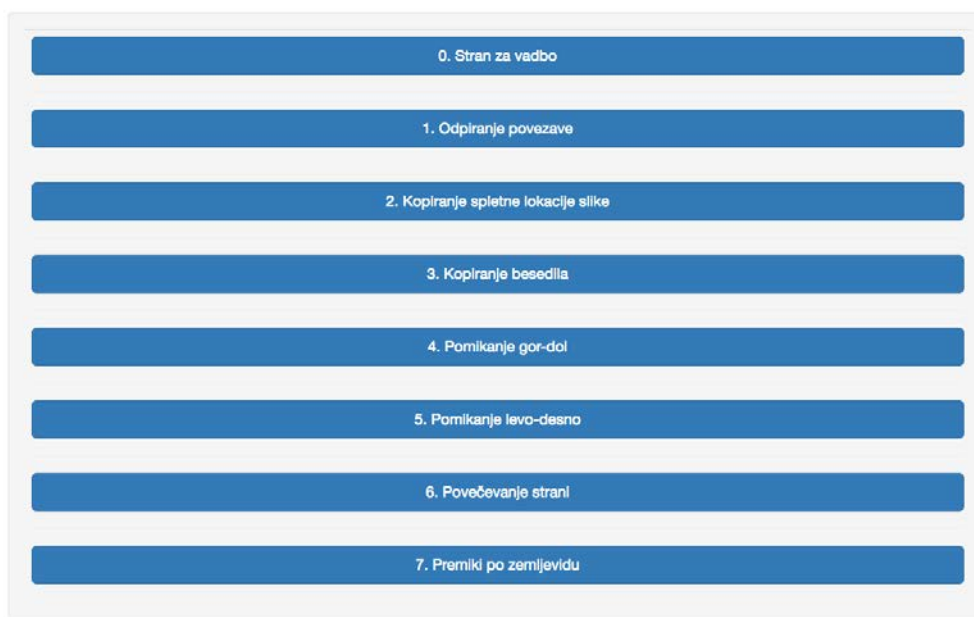 0. Stran za vadbo
1. Odpiranje povezave
2. Kopiranje spletne lokacije slike
3. Kopiranje besedila
4. Pomikanje gor-dol
5. Pomikanje levo-desno
6. Povečevanje strani
7. Premiki po zemljevidu